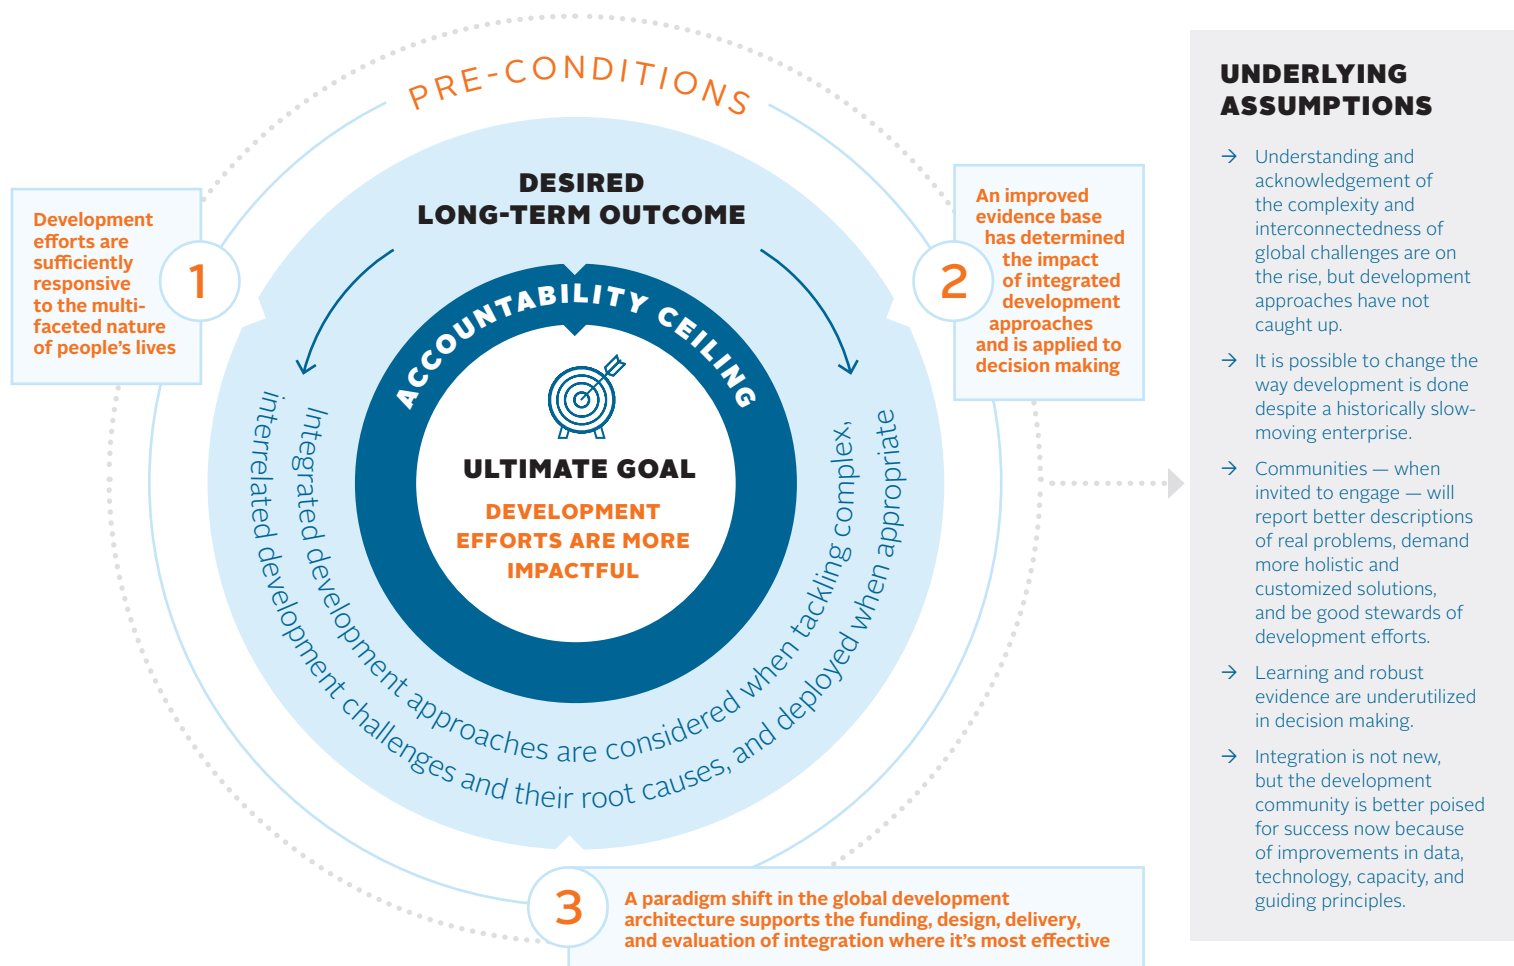 PRE-CONDITIONS
DESIRED
LONG-TERM OUTCOME
1
Development
efforts are
sufficiently
responsive
to the multi-
faceted nature
of people's lives
2
An improved
evidence base
has determined
the impact
of integrated
development
approaches
and is applied to
decision making
ACCOUNTABILITY CEILING
ULTIMATE GOAL
DEVELOPMENT
EFFORTS ARE MORE
IMPACTFUL
Integrated development approaches are considered when tackling complex,
interrelated development challenges and their root causes, and deployed when appropriate
3
A paradigm shift in the global development
architecture supports the funding, design, delivery,
and evaluation of integration where it's most effective
UNDERLYING
ASSUMPTIONS
→ Understanding and
acknowledgement of
the complexity and
interconnectedness of
global challenges are on
the rise, but development
approaches have not
caught up.
→ It is possible to change the
way development is done
despite a historically slow-
moving enterprise.
→ Communities — when
invited to engage — will
report better descriptions
of real problems, demand
more holistic and
customized solutions,
and be good stewards of
development efforts.
→ Learning and robust
evidence are underutilized
in decision making.
→ Integration is not new,
but the development
community is better poised
for success now because
of improvements in data,
technology, capacity, and
guiding principles.